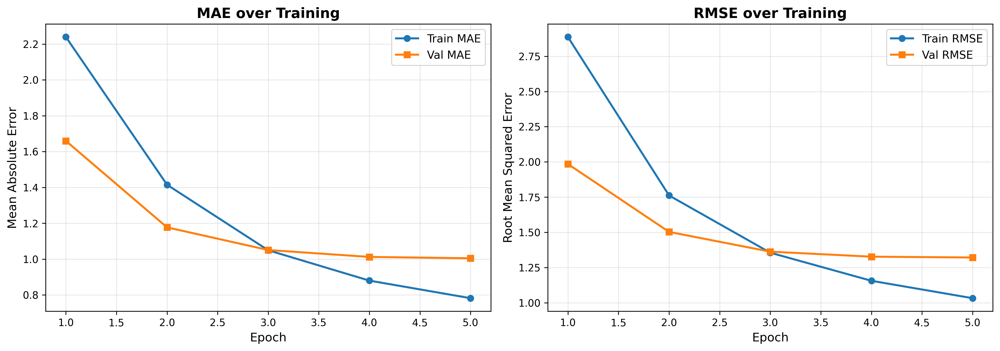 MAE over Training
Mean Absolute Error
2.2
2.0
1.8
1.6
1.4
1.2
1.0
0.8
Train MAE
Val MAE
1.0 1.5 2.0 2.5 3.0 3.5 4.0 4.5 5.0
Epoch
RMSE over Training
Root Mean Squared Error
2.75
2.50
2.25
2.00
1.75
1.50
1.25
1.00
Train RMSE
Val RMSE
1.0 1.5 2.0 2.5 3.0 3.5 4.0 4.5 5.0
Epoch